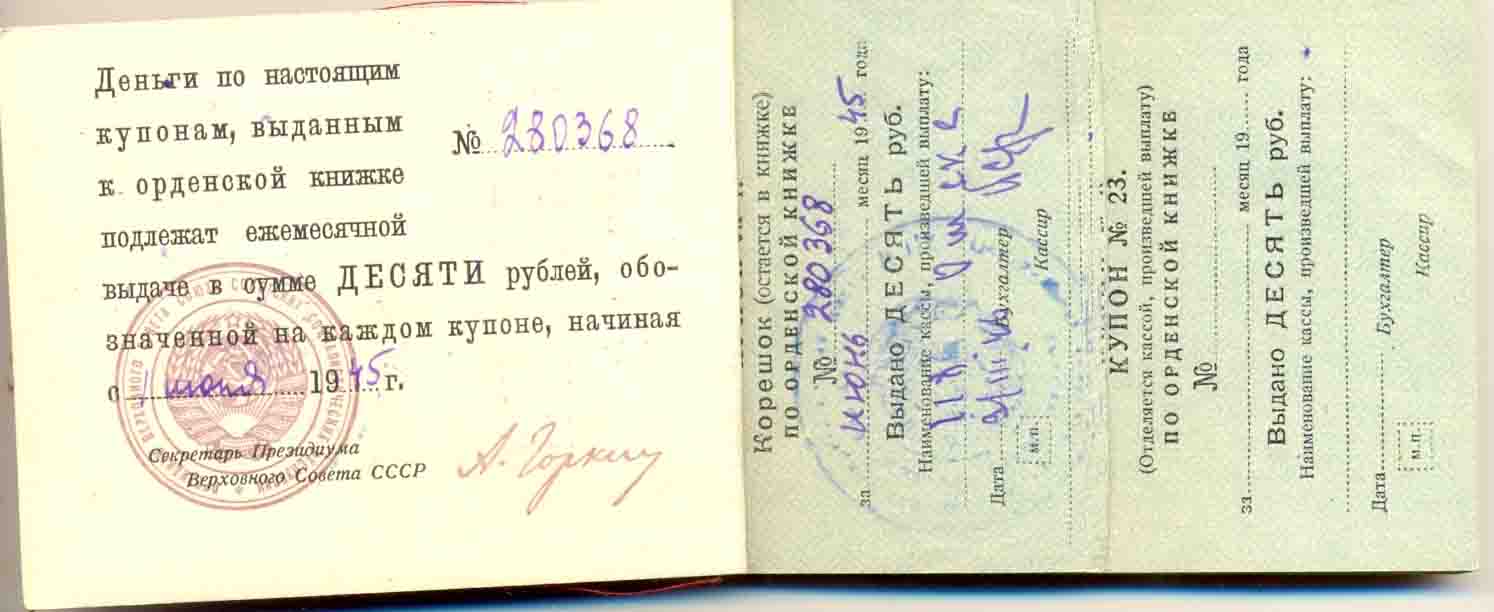 Деньги по настоящим
купонам, выданным
№ 280368
к орденской книжке
подлежат ежемесячной
выдаче в сумме ДЕСЯТИ рублей, обо-
значенной на каждом купоне, начиная
с 1 июня 1945 г.
Секретарь Президиума
Верховного Совета СССР
А. Горкин
Корешок (остается в книжке)
ПО ОРДЕНСКОЙ КНИЖКЕ
№ 280368
за июнь месяц 1945 года
Выдано ДЕСЯТЬ руб.
Наименование кассы, произведшей выплату:
Дата Бухгалтер
м.п. Кассир
КУПОН № 23.
(Отделяется кассой, произведшей выплату)
ПО ОРДЕНСКОЙ КНИЖКЕ
№
за месяц 19 года
Выдано ДЕСЯТЬ руб.
Наименование кассы, произведшей выплату:
Дата Бухгалтер
м.п. Кассир